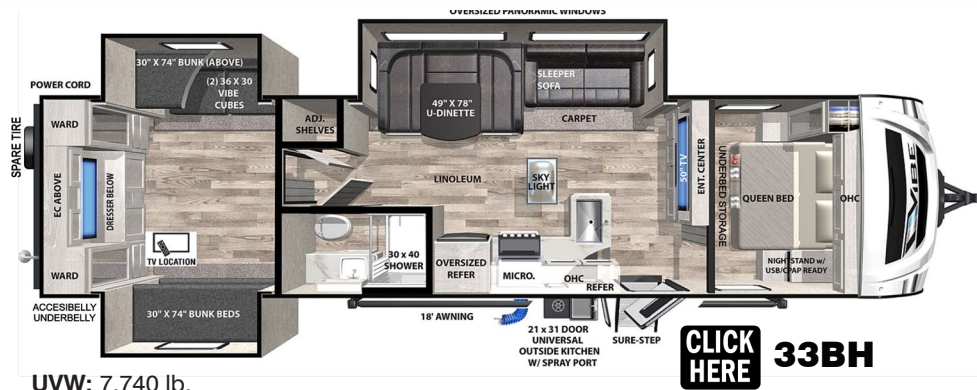 OVERSIZED PANORAMIC WINDOWS
30" X 74" BUNK (ABOVE)
(2) 36 X 30
VIBE
CUBES
POWER CORD
SPARE TIRE
WARD
EC ABOVE
DRESSER BELOW
WARD
TV LOCATION
ACCESIBELLY
UNDERBELLY
30" X 74" BUNK BEDS
ADJ.
SHELVES
49" X 78"
U-DINETTE
SLEEPER
SOFA
CARPET
LINOLEUM
SKY
LIGHT
50" TV
ENT. CENTER
UNDERBED STORAGE
QUEEN BED
OHC
VIBE
NIGHTSTAND w/
USB/CPAP READY
30 x 40
SHOWER
OVERSIZED
REFER
MICRO.
OHC
REFER
18' AWNING
21 x 31 DOOR
UNIVERSAL
OUTSIDE KITCHEN
W/ SPRAY PORT
SURE-STEP
CLICK
HERE
33BH
UVW: 7,740 lb.